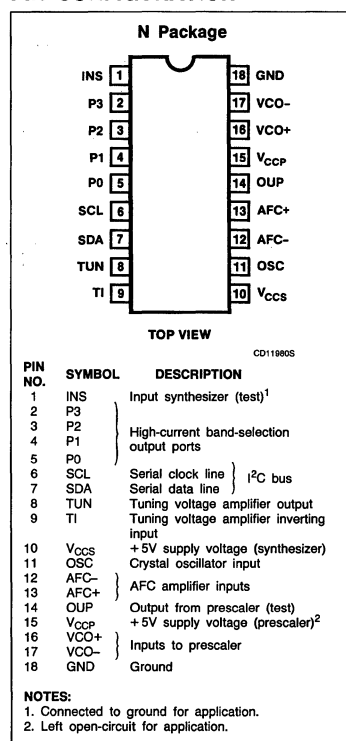 N Package
INS 1 18 GND
P3 2 17 VCO–
P2 3 16 VCO+
P1 4 15 VCCP
P0 5 14 OUP
SCL 6 13 AFC+
SDA 7 12 AFC–
TUN 8 11 OSC
TI 9 10 VCCS
TOP VIEW
CD11980S
PIN NO. SYMBOL DESCRIPTION
1 INS Input synthesizer (test)1
2 P3
3 P2 High-current band-selection
4 P1 output ports
5 P0
6 SCL Serial clock line
7 SDA Serial data line } I2C bus
8 TUN Tuning voltage amplifier output
9 TI Tuning voltage amplifier inverting
input
10 VCCS +5V supply voltage (synthesizer)
11 OSC Crystal oscillator input
12 AFC–
13 AFC+ } AFC amplifier inputs
14 OUP Output from prescaler (test)
15 VCCP +5V supply voltage (prescaler)2
16 VCO+
17 VCO– } Inputs to prescaler
18 GND Ground
NOTES:
1. Connected to ground for application.
2. Left open-circuit for application.